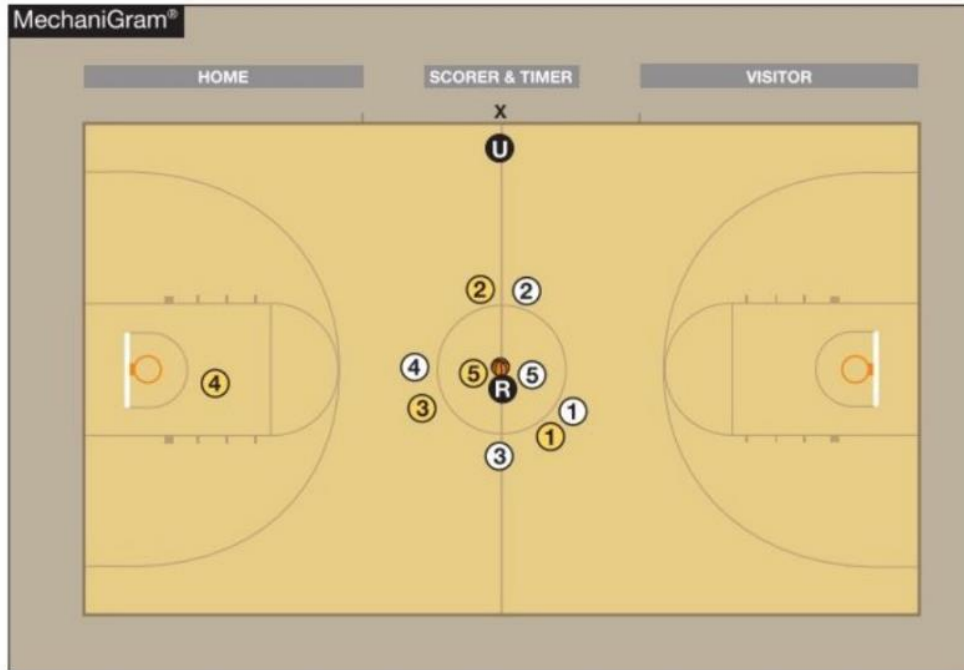 MechaniGram®
HOME SCORER & TIMER VISITOR
X
U
2 2
4 5 5
4 R
3 1
1
3